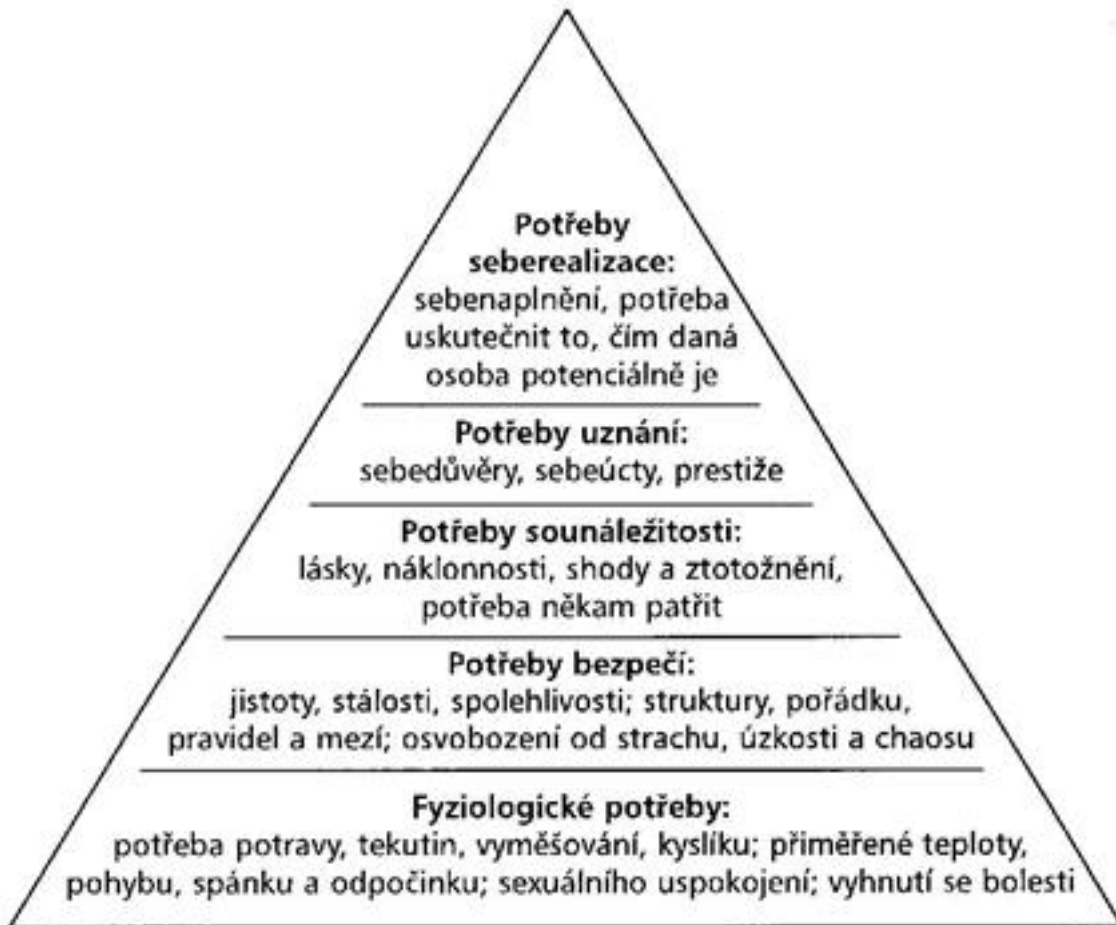 Potřeby
seberealizace:
sebenaplnění, potřeba
uskutečnit to, čím daná
osoba potenciálně je
Potřeby uznání:
sebedůvěry, sebeúcty, prestiže
Potřeby sounáležitosti:
lásky, náklonnosti, shody a ztotožnění,
potřeba někam patřit
Potřeby bezpečí:
jistoty, stálosti, spolehlivosti; struktury, pořádku,
pravidel a mezí; osvobození od strachu, úzkosti a chaosu
Fyziologické potřeby:
potřeba potravy, tekutin, vyměšování, kyslíku; přiměřené teploty,
pohybu, spánku a odpočinku; sexuálního uspokojení; vyhnutí se bolesti